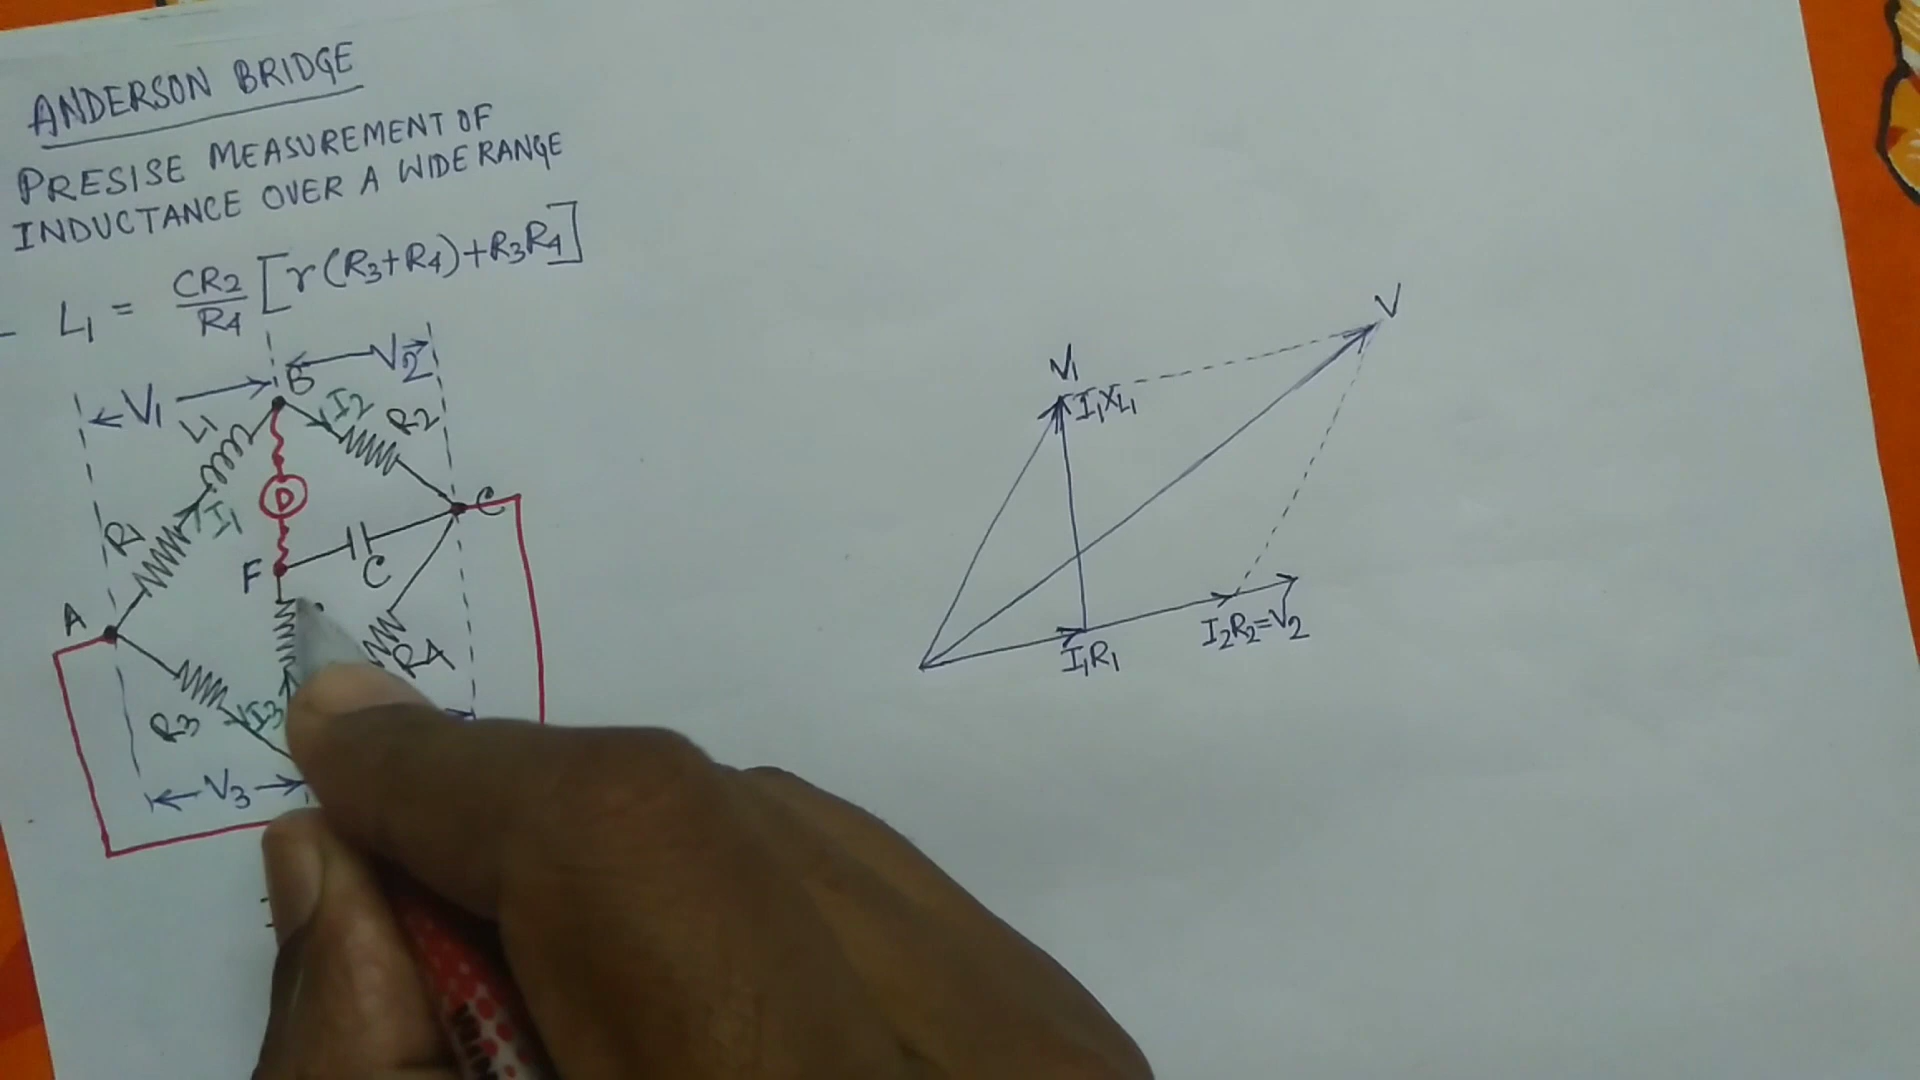 ANDERSON BRIDGE
PRESISE MEASUREMENT OF
INDUCTANCE OVER A WIDE RANGE
L1 = CR2/R4 [r(R3+R4)+R3R4]
V1
V2
B
L1
I2
R2
R1
I1
D
C
F
C
A
R4
R3
I3
V3
V
V1
I1XL1
I1R1
I2R2=V2